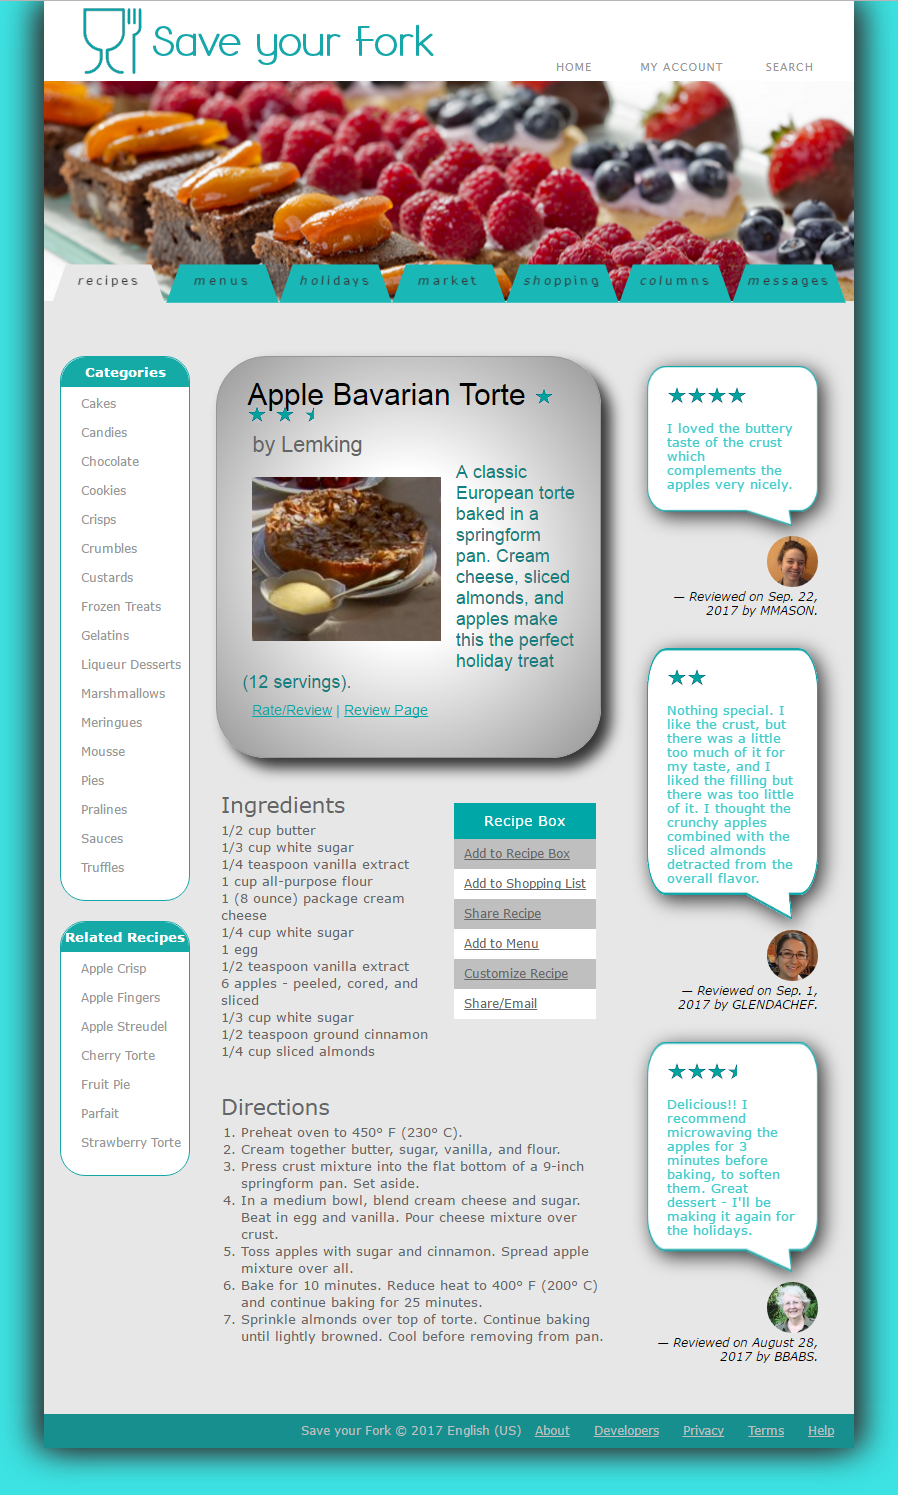 Save your Fork
HOME MY ACCOUNT SEARCH
recipes menus holidays market shopping columns messages
Categories
Cakes
Candies
Chocolate
Cookies
Crisps
Crumbles
Custards
Frozen Treats
Gelatins
Liqueur Desserts
Marshmallows
Meringues
Mousse
Pies
Pralines
Sauces
Truffles
Related Recipes
Apple Crisp
Apple Fingers
Apple Streudel
Cherry Torte
Fruit Pie
Parfait
Strawberry Torte
Apple Bavarian Torte
by Lemking
A classic
European torte
baked in a
springform
pan. Cream
cheese, sliced
almonds, and
apples make
this the perfect
holiday treat
(12 servings).
Rate/Review | Review Page
Ingredients
1/2 cup butter
1/3 cup white sugar
1/4 teaspoon vanilla extract
1 cup all-purpose flour
1 (8 ounce) package cream
cheese
1/4 cup white sugar
1 egg
1/2 teaspoon vanilla extract
6 apples - peeled, cored, and
sliced
1/3 cup white sugar
1/2 teaspoon ground cinnamon
1/4 cup sliced almonds
Recipe Box
Add to Recipe Box
Add to Shopping List
Share Recipe
Add to Menu
Customize Recipe
Share/Email
Directions
1. Preheat oven to 450° F (230° C).
2. Cream together butter, sugar, vanilla, and flour.
3. Press crust mixture into the flat bottom of a 9-inch
springform pan. Set aside.
4. In a medium bowl, blend cream cheese and sugar.
Beat in egg and vanilla. Pour cheese mixture over
crust.
5. Toss apples with sugar and cinnamon. Spread apple
mixture over all.
6. Bake for 10 minutes. Reduce heat to 400° F (200° C)
and continue baking for 25 minutes.
7. Sprinkle almonds over top of torte. Continue baking
until lightly browned. Cool before removing from pan.
I loved the buttery
taste of the crust
which
complements the
apples very nicely.
— Reviewed on Sep. 22,
2017 by MMASON.
Nothing special. I
like the crust, but
there was a little
too much of it for
my taste, and I
liked the filling but
there was too little
of it. I thought the
crunchy apples
combined with the
sliced almonds
detracted from the
overall flavor.
— Reviewed on Sep. 1,
2017 by GLENDACHEF.
Delicious!! I
recommend
microwaving the
apples for 3
minutes before
baking, to soften
them. Great
dessert - I'll be
making it again for
the holidays.
— Reviewed on August 28,
2017 by BBABS.
Save your Fork © 2017 English (US) About Developers Privacy Terms Help